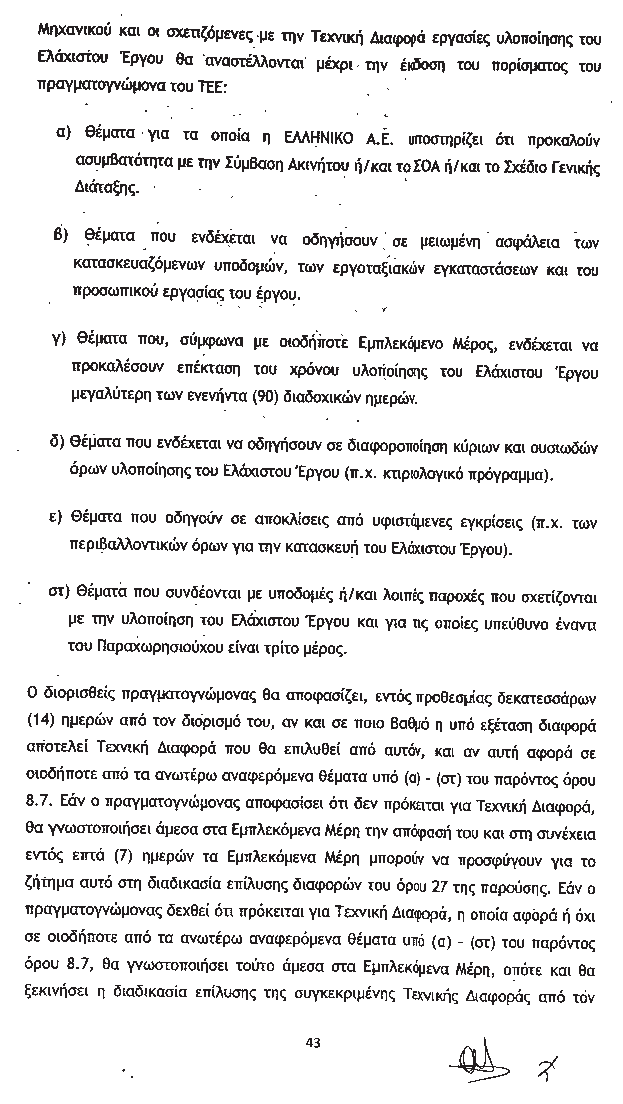 Μηχανικού και οι σχετιζόμενες με την Τεχνική Διαφορά εργασίες υλοποίησης του
Ελάχιστου Έργου θα αναστέλλονται μέχρι την έκδοση του πορίσματος του
πραγματογνώμονα του ΤΕΕ:
α) Θέματα για τα οποία η ΕΛΛΗΝΙΚΟ Α.Ε. υποστηρίζει ότι προκαλούν
ασυμβατότητα με την Σύμβαση Ακινήτου ή/και το ΣΟΑ ή/και το Σχέδιο Γενικής
Διάταξης.
β) Θέματα που ενδέχεται να οδηγήσουν σε μειωμένη ασφάλεια των
κατασκευαζόμενων υποδομών, των εργοταξιακών εγκαταστάσεων και του
προσωπικού εργασίας του έργου.
γ) Θέματα που, σύμφωνα με οιοδήποτε Εμπλεκόμενο Μέρος, ενδέχεται να
προκαλέσουν επέκταση του χρόνου υλοποίησης του Ελάχιστου Έργου
μεγαλύτερη των ενενήντα (90) διαδοχικών ημερών.
δ) Θέματα που ενδέχεται να οδηγήσουν σε διαφοροποίηση κύριων και ουσιωδών
όρων υλοποίησης του Ελάχιστου Έργου (π.χ. κτιριολογικό πρόγραμμα).
ε) Θέματα που οδηγούν σε αποκλίσεις από υφιστάμενες εγκρίσεις (π.χ. των
περιβαλλοντικών όρων για την κατασκευή του Ελάχιστου Έργου).
στ) Θέματα που συνδέονται με υποδομές ή/και λοιπές παροχές που σχετίζονται
με την υλοποίηση του Ελάχιστου Έργου και για τις οποίες υπεύθυνο έναντι
του Παραχωρησιούχου είναι τρίτο μέρος.
Ο διορισθείς πραγματογνώμονας θα αποφασίζει, εντός προθεσμίας δεκατεσσάρων
(14) ημερών από τον διορισμό του, αν και σε ποιο βαθμό η υπό εξέταση διαφορά
αποτελεί Τεχνική Διαφορά που θα επιλυθεί από αυτόν, και αν αυτή αφορά σε
οιοδήποτε από τα ανωτέρω αναφερόμενα θέματα υπό (α) - (στ) του παρόντος όρου
8.7. Εάν ο πραγματογνώμονας αποφασίσει ότι δεν πρόκειται για Τεχνική Διαφορά,
θα γνωστοποιήσει άμεσα στα Εμπλεκόμενα Μέρη την απόφασή του και στη συνέχεια
εντός επτά (7) ημερών τα Εμπλεκόμενα Μέρη μπορούν να προσφύγουν για το
ζήτημα αυτό στη διαδικασία επίλυσης διαφορών του όρου 27 της παρούσης. Εάν ο
πραγματογνώμονας δεχθεί ότι πρόκειται για Τεχνική Διαφορά, η οποία αφορά ή όχι
σε οιοδήποτε από τα ανωτέρω αναφερόμενα θέματα υπό (α) - (στ) του παρόντος
όρου 8.7, θα γνωστοποιήσει τούτο άμεσα στα Εμπλεκόμενα Μέρη, οπότε και θα
ξεκινήσει η διαδικασία επίλυσης της συγκεκριμένης Τεχνικής Διαφοράς από τον
43